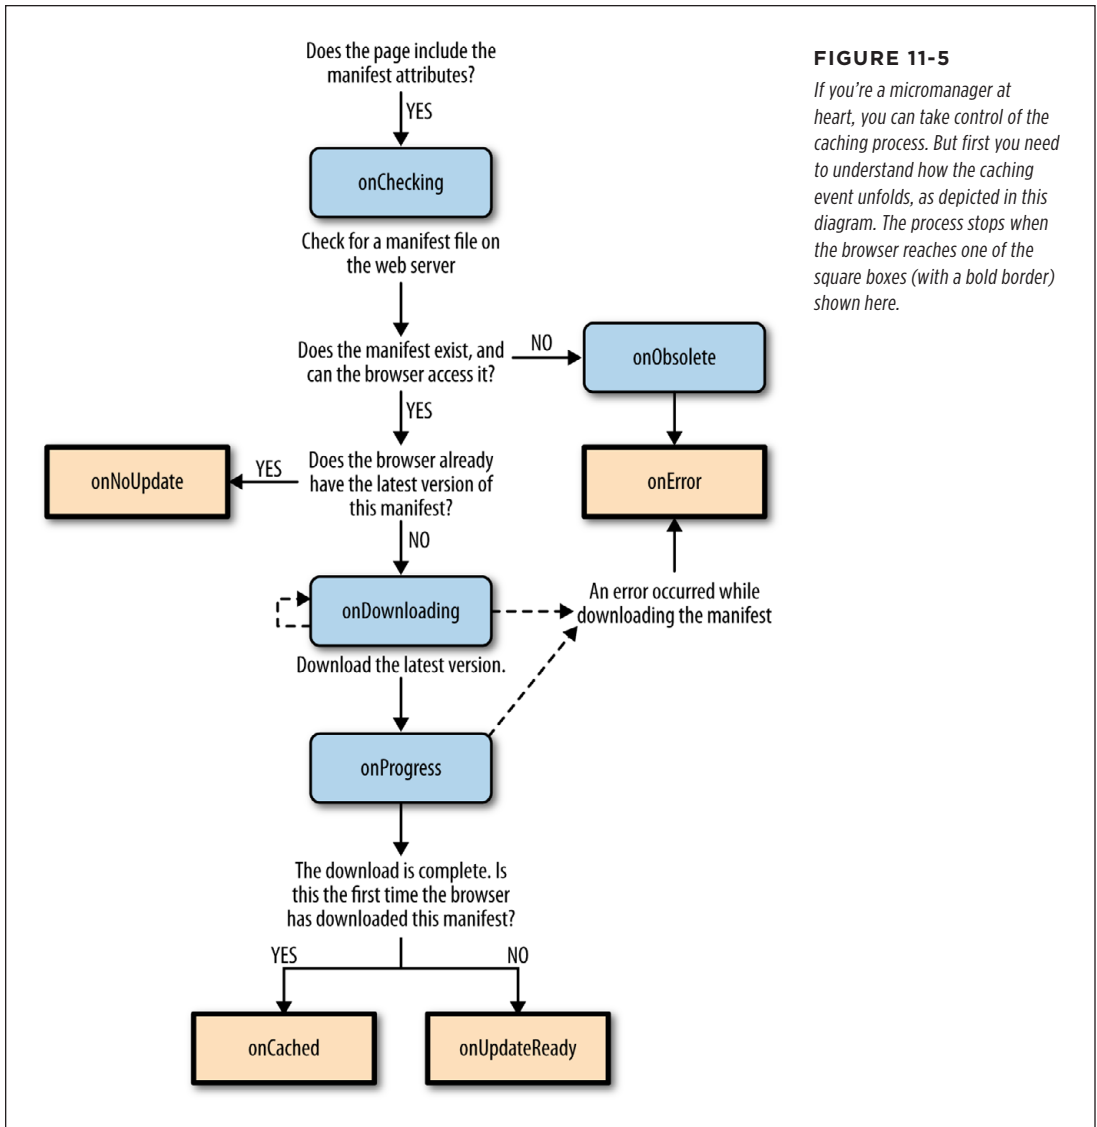 Does the page include the
manifest attributes?
YES
onChecking
Check for a manifest file on
the web server
Does the manifest exist, and
can the browser access it?
NO
onObsolete
YES
onNoUpdate
YES
Does the browser already
have the latest version of
this manifest?
onError
NO
onDownloading
An error occurred while
downloading the manifest
Download the latest version.
onProgress
The download is complete. Is
this the first time the browser
has downloaded this manifest?
YES
NO
onCached
onUpdateReady
FIGURE 11-5
If you're a micromanager at
heart, you can take control of the
caching process. But first you need
to understand how the caching
event unfolds, as depicted in this
diagram. The process stops when
the browser reaches one of the
square boxes (with a bold border)
shown here.